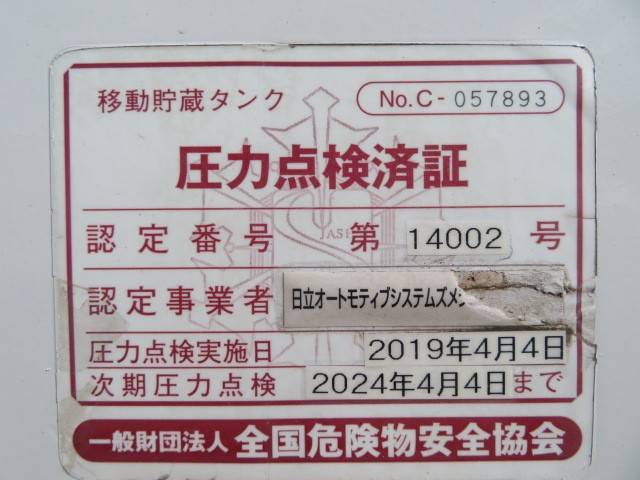 移動貯蔵タンク No.C-057893
圧力点検済証
認定番号 第 14002 号
認定事業者 日立オートモティブシステムズメ
圧力点検実施日 2019年4月4日
次期圧力点検 2024年4月4日まで
一般財団法人 全国危険物安全協会